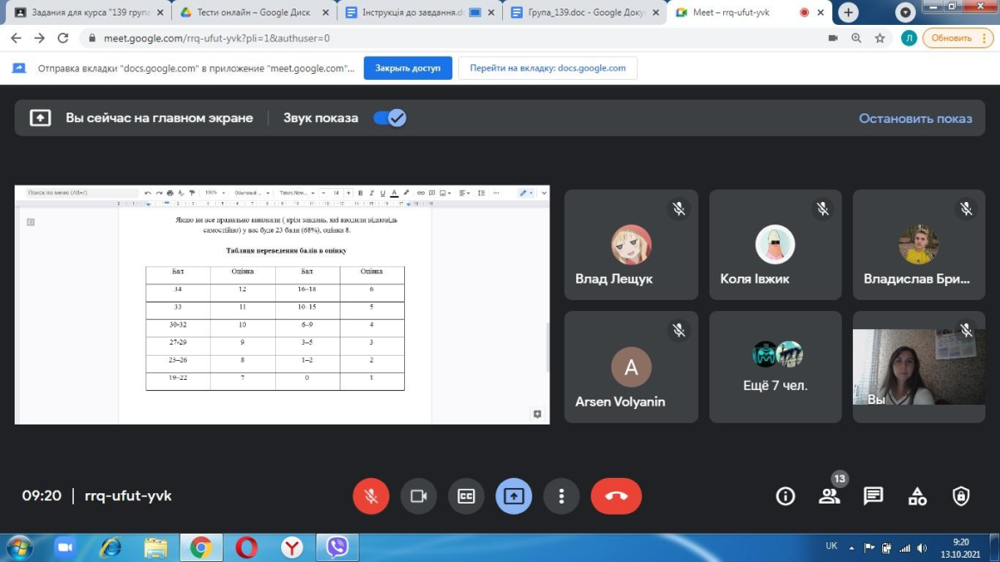 Задания для курса "139 група
Тести онлайн – Google Диск
Інструкція до завдання.do
Група_139.doc - Google Доку
Meet – rrq-ufut-yvk
meet.google.com/rrq-ufut-yvk?pli=1&authuser=0
Л
Обновить
Отправка вкладки "docs.google.com" в приложение "meet.google.com"...
Закрыть доступ
Перейти на вкладку: docs.google.com
Вы сейчас на главном экране
Звук показа
Остановить показ
Поиск по меню (Alt+/)
100%
Обычный ...
Times New...
14
Якщо ви все правильно виконали ( крім завдань, які вводили відповідь
самостійно) у вас буде 23 бали (68%), оцінка 8.
Таблиця переведення балів в оцінку
Бал Оцінка Бал Оцінка
34 12 16–18 6
33 11 10–15 5
30-32 10 6–9 4
27-29 9 3–5 3
23–26 8 1–2 2
19–22 7 0 1
Влад Лещук
Коля Івжик
Владислав Бри...
A
Arsen Volyanin
Ещё 7 чел.
Вы
09:20 | rrq-ufut-yvk
13
UK
9:20
13.10.2021